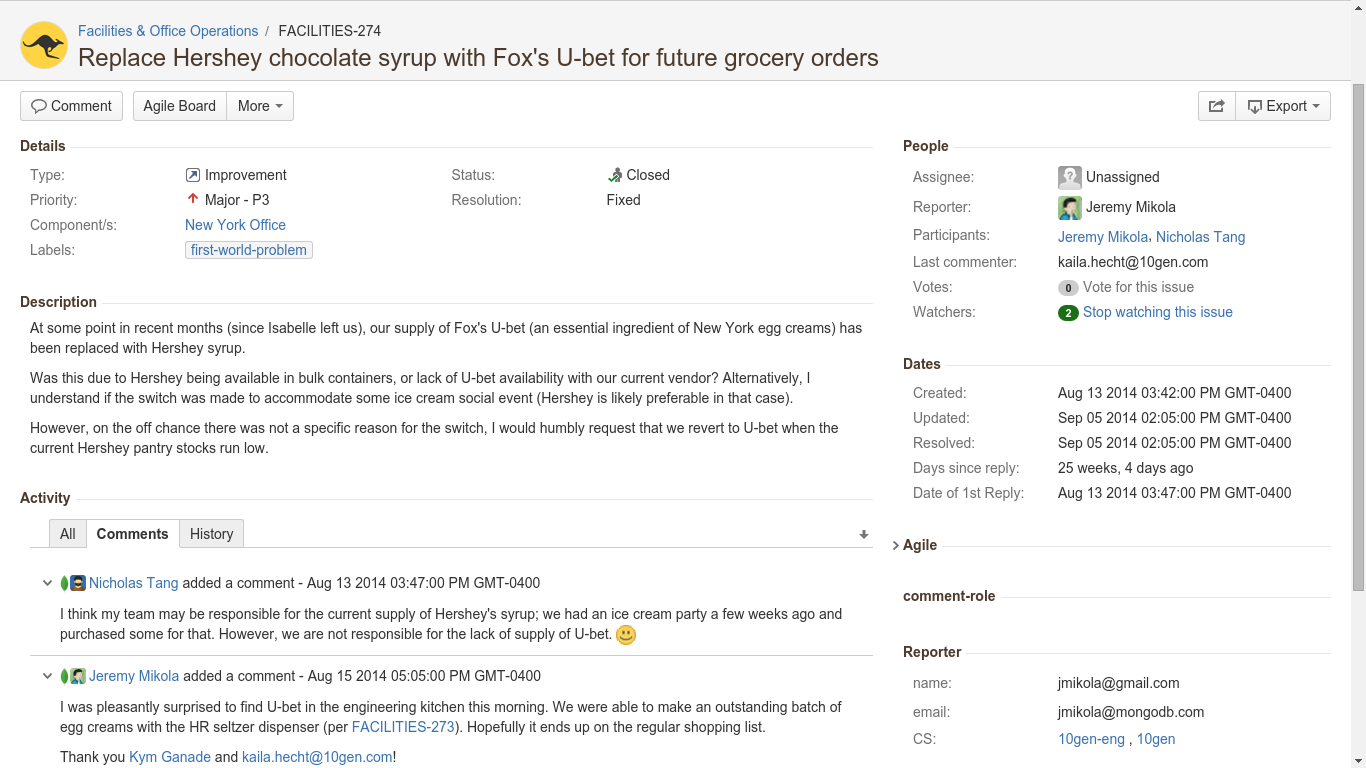 Facilities & Office Operations / FACILITIES-274
Replace Hershey chocolate syrup with Fox's U-bet for future grocery orders
Comment Agile Board More Export
Details
Type: Improvement Status: Closed
Priority: Major - P3 Resolution: Fixed
Component/s: New York Office
Labels: first-world-problem
Description
At some point in recent months (since Isabelle left us), our supply of Fox's U-bet (an essential ingredient of New York egg creams) has
been replaced with Hershey syrup.
Was this due to Hershey being available in bulk containers, or lack of U-bet availability with our current vendor? Alternatively, I
understand if the switch was made to accommodate some ice cream social event (Hershey is likely preferable in that case).
However, on the off chance there was not a specific reason for the switch, I would humbly request that we revert to U-bet when the
current Hershey pantry stocks run low.
Activity
All Comments History
Nicholas Tang added a comment - Aug 13 2014 03:47:00 PM GMT-0400
I think my team may be responsible for the current supply of Hershey's syrup; we had an ice cream party a few weeks ago and
purchased some for that. However, we are not responsible for the lack of supply of U-bet.
Jeremy Mikola added a comment - Aug 15 2014 05:05:00 PM GMT-0400
I was pleasantly surprised to find U-bet in the engineering kitchen this morning. We were able to make an outstanding batch of
egg creams with the HR seltzer dispenser (per FACILITIES-273). Hopefully it ends up on the regular shopping list.
Thank you Kym Ganade and kaila.hecht@10gen.com!
People
Assignee: Unassigned
Reporter: Jeremy Mikola
Participants: Jeremy Mikola, Nicholas Tang
Last commenter: kaila.hecht@10gen.com
Votes: 0 Vote for this issue
Watchers: 2 Stop watching this issue
Dates
Created: Aug 13 2014 03:42:00 PM GMT-0400
Updated: Sep 05 2014 02:05:00 PM GMT-0400
Resolved: Sep 05 2014 02:05:00 PM GMT-0400
Days since reply: 25 weeks, 4 days ago
Date of 1st Reply: Aug 13 2014 03:47:00 PM GMT-0400
Agile
comment-role
Reporter
name: jmikola@gmail.com
email: jmikola@mongodb.com
CS: 10gen-eng , 10gen